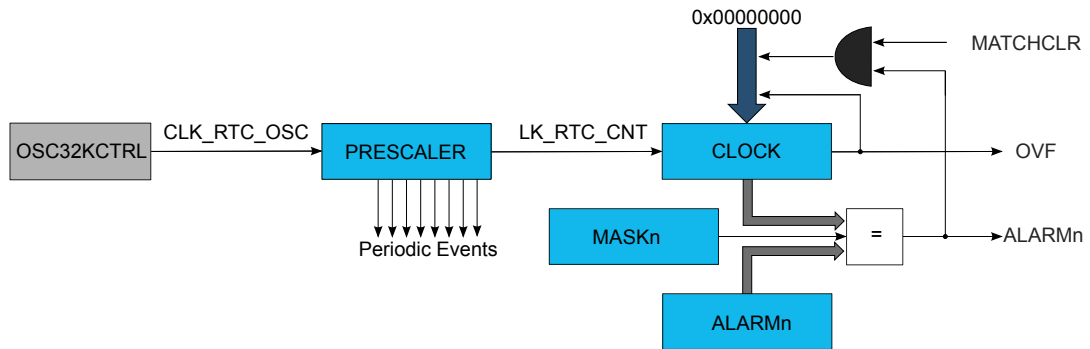 0x00000000
MATCHCLR
CLK_RTC_OSC
LK_RTC_CNT
OSC32KCTRL
PRESCALER
CLOCK
OVF
Periodic Events
MASKn
=
ALARMn
ALARMn